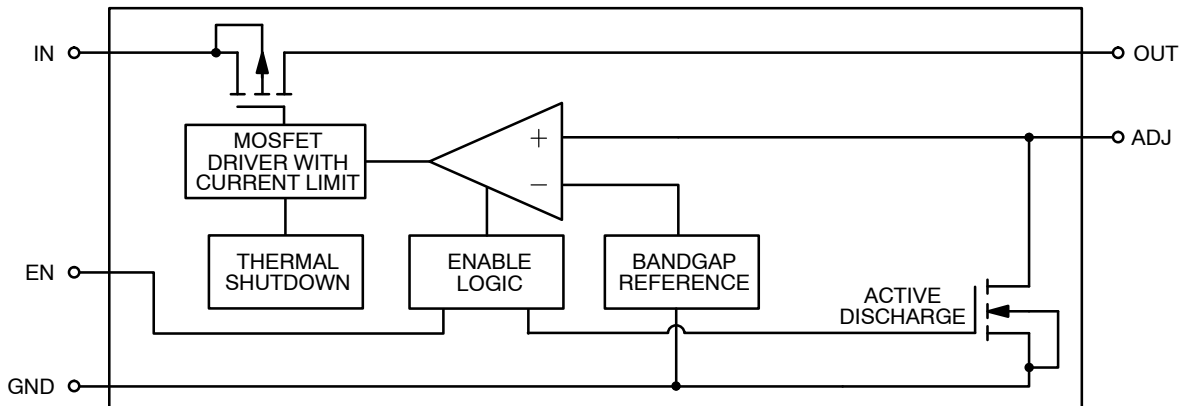 IN
OUT
MOSFET
DRIVER WITH
CURRENT LIMIT
+
−
ADJ
THERMAL
SHUTDOWN
ENABLE
LOGIC
BANDGAP
REFERENCE
EN
ACTIVE
DISCHARGE
GND